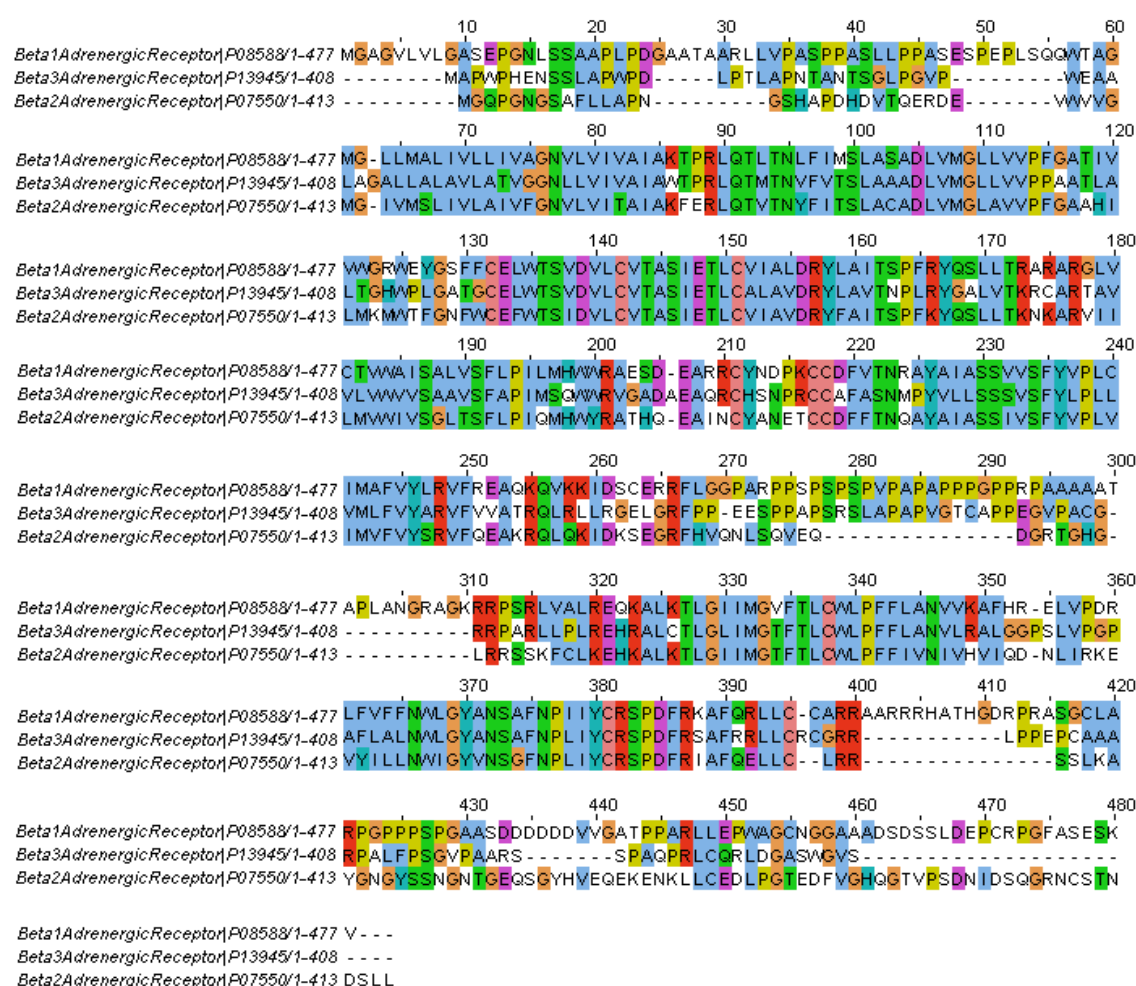 10 20 30 40 50 60
Beta1AdrenergicReceptor|P08588/1-477 MGAGVLVLGASEPGNLSSAAPLPDGAATAARLLVPASPPASLLPPASESPEPLSQQWTAG
Beta3AdrenergicReceptor|P13945/1-408 --------MAPWPHENSSLAPWPD-----LPTLAPNTANTSGLPGVP---------WEAA
Beta2AdrenergicReceptor|P07550/1-413 ---------MGQPGNGSAFLLAPN---------GSHAPDHDVTQERDE-------VWVVG
70 80 90 100 110 120
Beta1AdrenergicReceptor|P08588/1-477 MG-LLMALIVLLIVAGNVLVIVAIAKTPRLQTLTNLFIMSLASADLVMGLLVVPFGATIV
Beta3AdrenergicReceptor|P13945/1-408 LAGALLALAVLATVGGNLLVIVAIAWTPRLQTMTNVFVTSLAAADLVMGLLVVPPAATLA
Beta2AdrenergicReceptor|P07550/1-413 MG-IVMSLIVLAIVFGNVLVITAIAKFERLQTVTNYFITSLACADLVMGLAVVPFGAAHI
130 140 150 160 170 180
Beta1AdrenergicReceptor|P08588/1-477 VWGRWEYGSFFCELWTSVDVLCVTASIETLCVIALDRYLAITSPFRYQSLLTRARARGLV
Beta3AdrenergicReceptor|P13945/1-408 LTGHWPLGATGCELWTSVDVLCVTASIETLCALAVDRYLAVTNPLRYGALVTKRCARTAV
Beta2AdrenergicReceptor|P07550/1-413 LMKMWTFGNFWCEFWTSIDVLCVTASIETLCVIAVDRYFAITSPFKYQSLLTKNKARVII
190 200 210 220 230 240
Beta1AdrenergicReceptor|P08588/1-477 CTVWAISALVSFLPILMHWWRAESD-EARRCYNDPKCCDFVTNRAYAIASSVVSFYVPLC
Beta3AdrenergicReceptor|P13945/1-408 VLVWVVSAAVSFAPIMSQWWRVGADAEAQRCHSNPRCCAFASNMPYVLLSSSVSFYLPLL
Beta2AdrenergicReceptor|P07550/1-413 LMVWIVSGLTSFLPIQMHWYRATHQ-EAINCYANETCCDFFTNQAYAIASSIVSFYVPLV
250 260 270 280 290 300
Beta1AdrenergicReceptor|P08588/1-477 IMAFVYLRVFREAQKQVKKIDSCERRFLGGPARPPSPSPSPVPAPAPPPGPPRPAAAAAT
Beta3AdrenergicReceptor|P13945/1-408 VMLFVYARVFVVATRQLRLLRGELGRFPP-EESPPAPSRSLAPAPVGTCAPPEGVPACG-
Beta2AdrenergicReceptor|P07550/1-413 IMVFVYSRVFQEAKRQLQKIDKSEGRFHVQNLSQVEQ---------------DGRTGHG-
310 320 330 340 350 360
Beta1AdrenergicReceptor|P08588/1-477 APLANGRAGKRRPSRLVALREQKALKTLGIIMGVFTLCWLPFFLANVVKAFHR-ELVPDR
Beta3AdrenergicReceptor|P13945/1-408 ----------RRPARLLPLREHRALCTLGLIMGTFTLCWLPFFLANVLRALGGPSLVPGP
Beta2AdrenergicReceptor|P07550/1-413 ----------LRRSSKFCLKEHKALKTLGIIMGTFTLCWLPFFIVNIVHVIQD-NLIRKE
370 380 390 400 410 420
Beta1AdrenergicReceptor|P08588/1-477 LFVFFNWLGYANSAFNPIIYCRSPDFRKAFQRLLC-CARRAARRRHATHGDRPRASGCLA
Beta3AdrenergicReceptor|P13945/1-408 AFLALNWLGYANSAFNPLIYCRSPDFRSAFRRLLCRCGRR-----------LPPEPCAAA
Beta2AdrenergicReceptor|P07550/1-413 VYILLNWIGYVNSGFNPLIYCRSPDFRIAFQELLC--LRR---------------SSLKA
430 440 450 460 470 480
Beta1AdrenergicReceptor|P08588/1-477 RPGPPPSPGAASDDDDDDVVGATPPARLLEPWAGCNGGAAADSDSSLDEPCRPGFASESK
Beta3AdrenergicReceptor|P13945/1-408 RPALFPSGVPAARS-------SPAQPRLCQRLDGASWGVS--------------------
Beta2AdrenergicReceptor|P07550/1-413 YGNGYSSNGNTGEQSGYHVEQEKENKLLCEDLPGTEDFVGHQGTVPSDNIDSQGRNCSTN
Beta1AdrenergicReceptor|P08588/1-477 V---
Beta3AdrenergicReceptor|P13945/1-408 ----
Beta2AdrenergicReceptor|P07550/1-413 DSLL